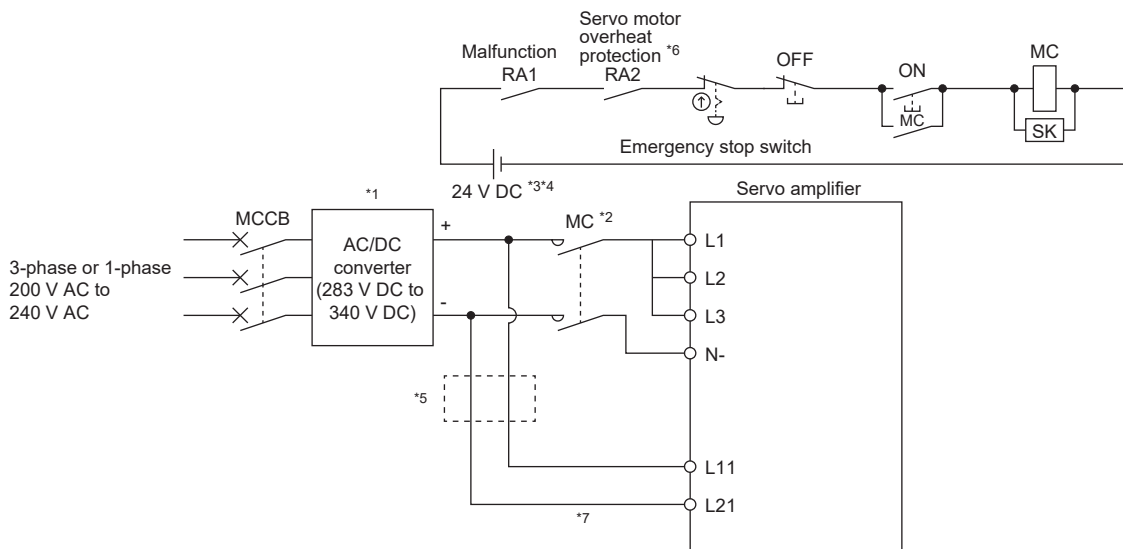 Servo motor
overheat
protection *6
Malfunction
RA1
RA2
OFF
ON
MC
MC
SK
Emergency stop switch
24 V DC *3*4
Servo amplifier
*1
MCCB
+
MC *2
L1
3-phase or 1-phase
200 V AC to
240 V AC
AC/DC
converter
(283 V DC to
340 V DC)
L2
-
L3
N-
*5
L11
L21
*7